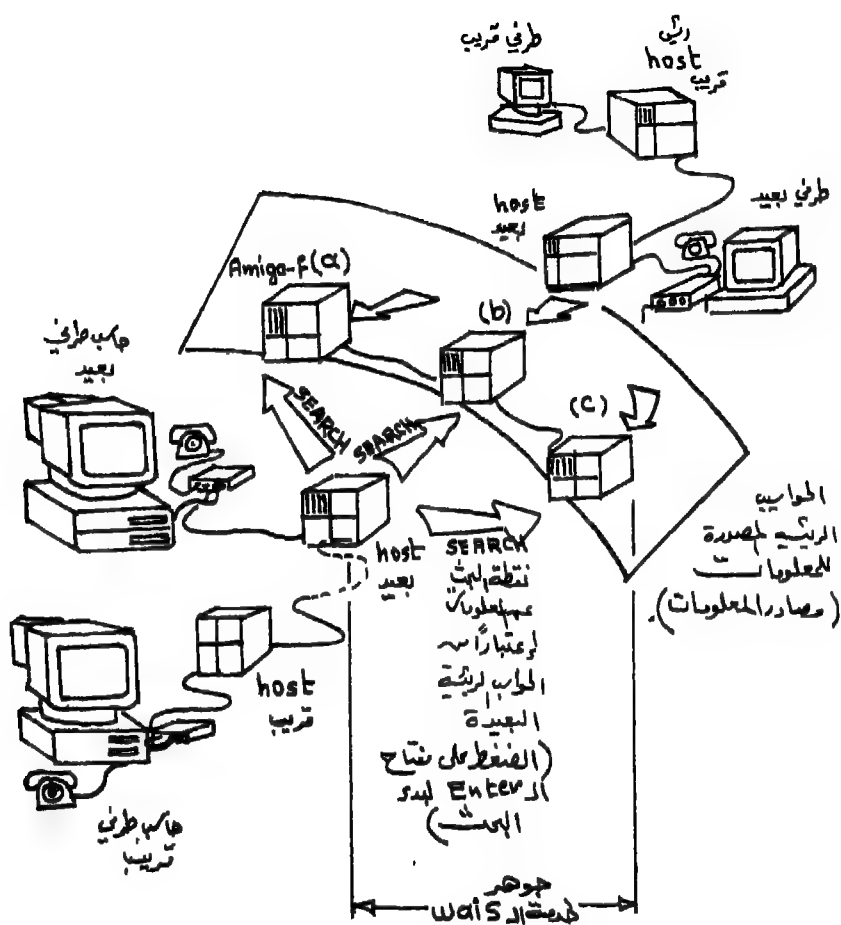 طرفي قريب
رئيسي
host
قريب
host
بعيد
طرفي بعيد
Amiga-f(a)
(b)
(c)
حاسب طرفي
بعيد
SEARCH
SEARCH
host
بعيد
SEARCH
نقطة البحث
عن المعلومات
إعتباراً من
الحواسب الرئيسية
البعيدة
(الضغط على مفتاح
الـ Enter لبدء
البحث)
الحواسيب
الرئيسية المصدرة
للمعلومات
(مصادر المعلومات).
host
قريب
حاسب طرفي
قريب
جوهر
خدمة الـ wais